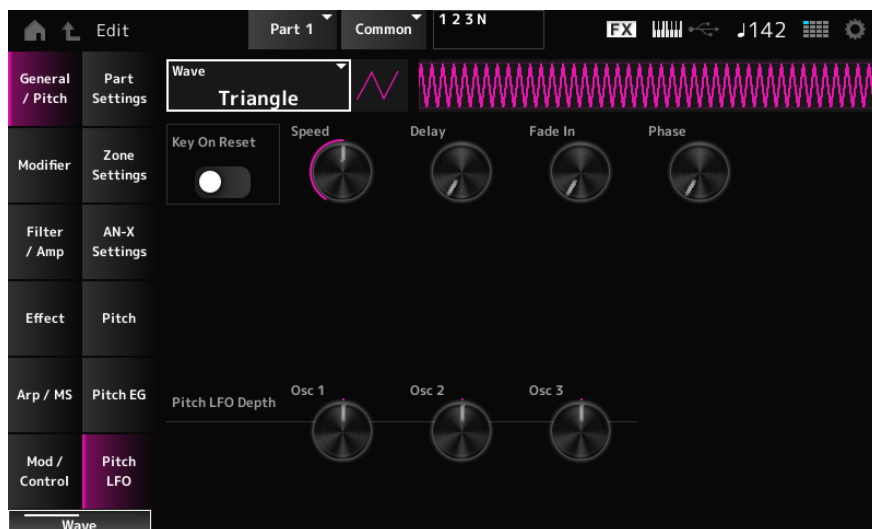 Edit
Part 1
Common
1 2 3 N
FX
♩142
General
/ Pitch
Part
Settings
Wave
Triangle
Modifier
Zone
Settings
Key On Reset
Speed
Delay
Fade In
Phase
Filter
/ Amp
AN-X
Settings
Effect
Pitch
Arp / MS
Pitch EG
Pitch LFO Depth
Osc 1
Osc 2
Osc 3
Mod /
Control
Pitch
LFO
Wave